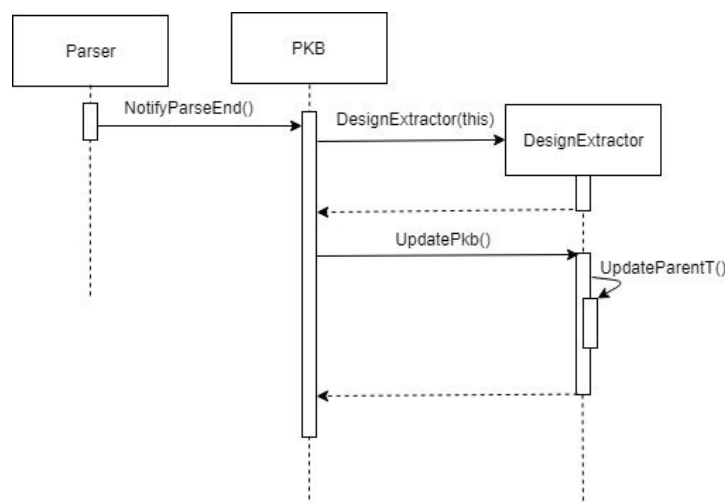 Parser
PKB
NotifyParseEnd()
DesignExtractor(this)
DesignExtractor
UpdatePkb()
UpdateParentT()